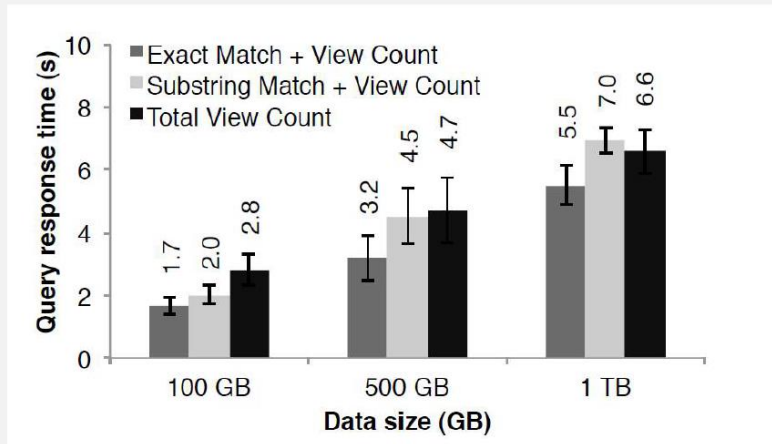 Query response time (s)
10
8
6
4
2
0
Exact Match + View Count
Substring Match + View Count
Total View Count
1.7
2.0
2.8
3.2
4.5
4.7
5.5
7.0
6.6
100 GB
500 GB
1 TB
Data size (GB)